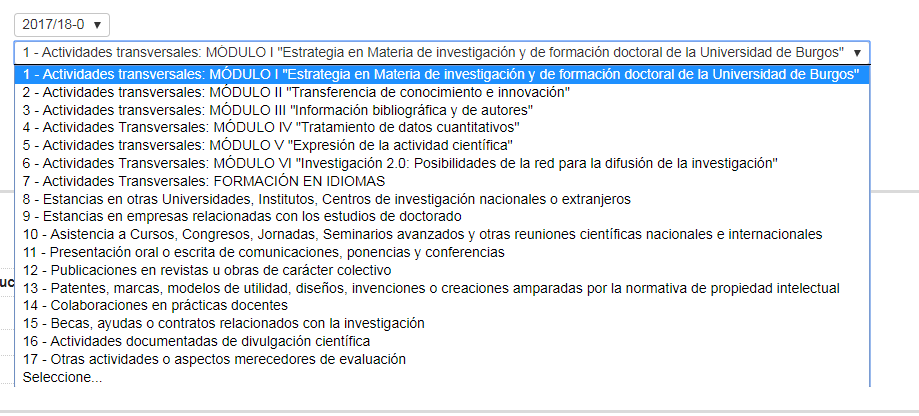 2017/18-0
1 - Actividades transversales: MÓDULO I "Estrategia en Materia de investigación y de formación doctoral de la Universidad de Burgos"
1 - Actividades transversales: MÓDULO I "Estrategia en Materia de investigación y de formación doctoral de la Universidad de Burgos"
2 - Actividades transversales: MÓDULO II "Transferencia de conocimiento e innovación"
3 - Actividades transversales: MÓDULO III "Información bibliográfica y de autores"
4 - Actividades Transversales: MÓDULO IV "Tratamiento de datos cuantitativos"
5 - Actividades transversales: MÓDULO V "Expresión de la actividad científica"
6 - Actividades Transversales: MÓDULO VI "Investigación 2.0: Posibilidades de la red para la difusión de la investigación"
7 - Actividades Transversales: FORMACIÓN EN IDIOMAS
8 - Estancias en otras Universidades, Institutos, Centros de investigación nacionales o extranjeros
9 - Estancias en empresas relacionadas con los estudios de doctorado
10 - Asistencia a Cursos, Congresos, Jornadas, Seminarios avanzados y otras reuniones científicas nacionales e internacionales
11 - Presentación oral o escrita de comunicaciones, ponencias y conferencias
12 - Publicaciones en revistas u obras de carácter colectivo
13 - Patentes, marcas, modelos de utilidad, diseños, invenciones o creaciones amparadas por la normativa de propiedad intelectual
14 - Colaboraciones en prácticas docentes
15 - Becas, ayudas o contratos relacionados con la investigación
16 - Actividades documentadas de divulgación científica
17 - Otras actividades o aspectos merecedores de evaluación
Seleccione...